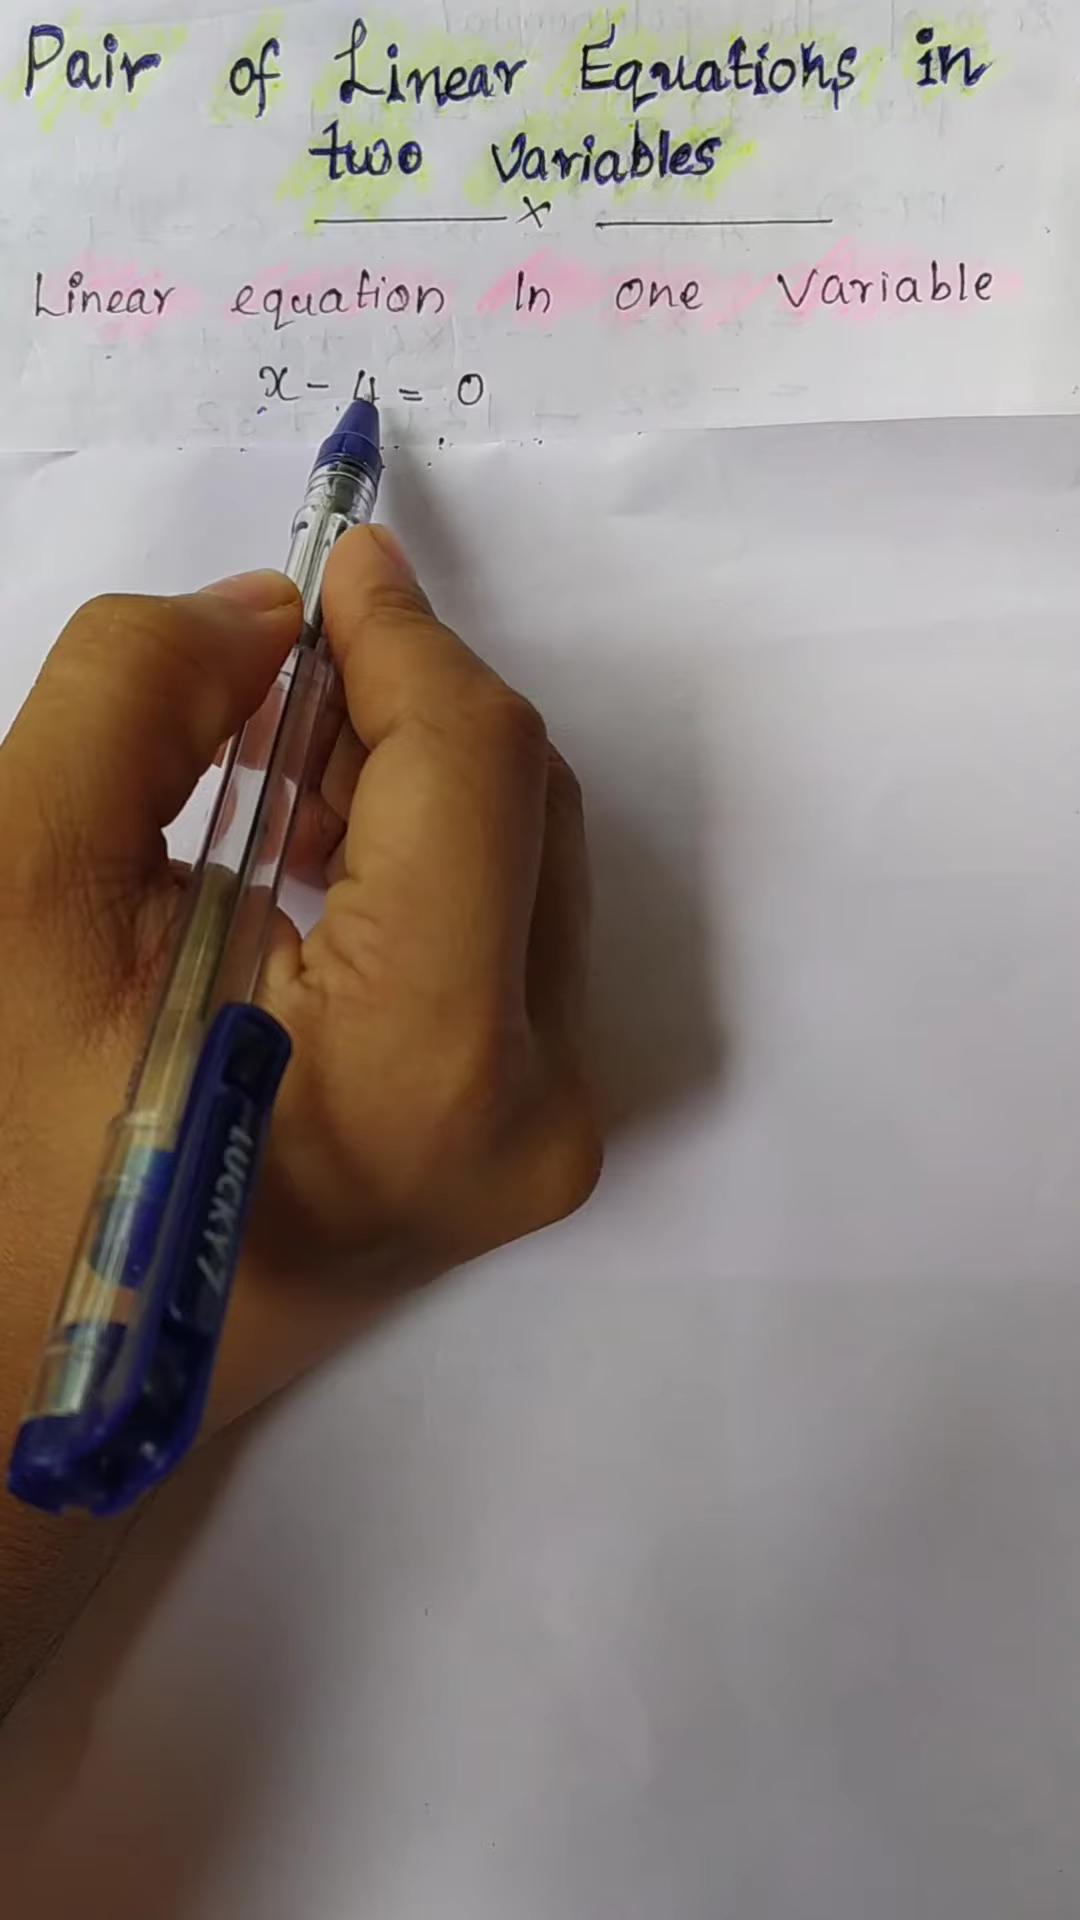 Pair of Linear Equations in
two Variables
x
Linear equation In one Variable
x - 4 = 0
LUCKY7